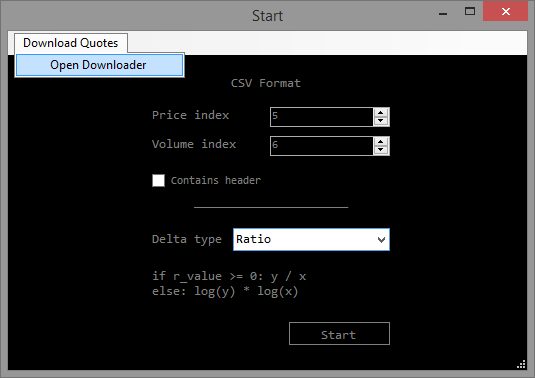 Start
Download Quotes
Open Downloader
CSV Format
Price index 5
Volume index 6
Contains header
Delta type Ratio
if r_value >= 0: y / x
else: log(y) * log(x)
Start